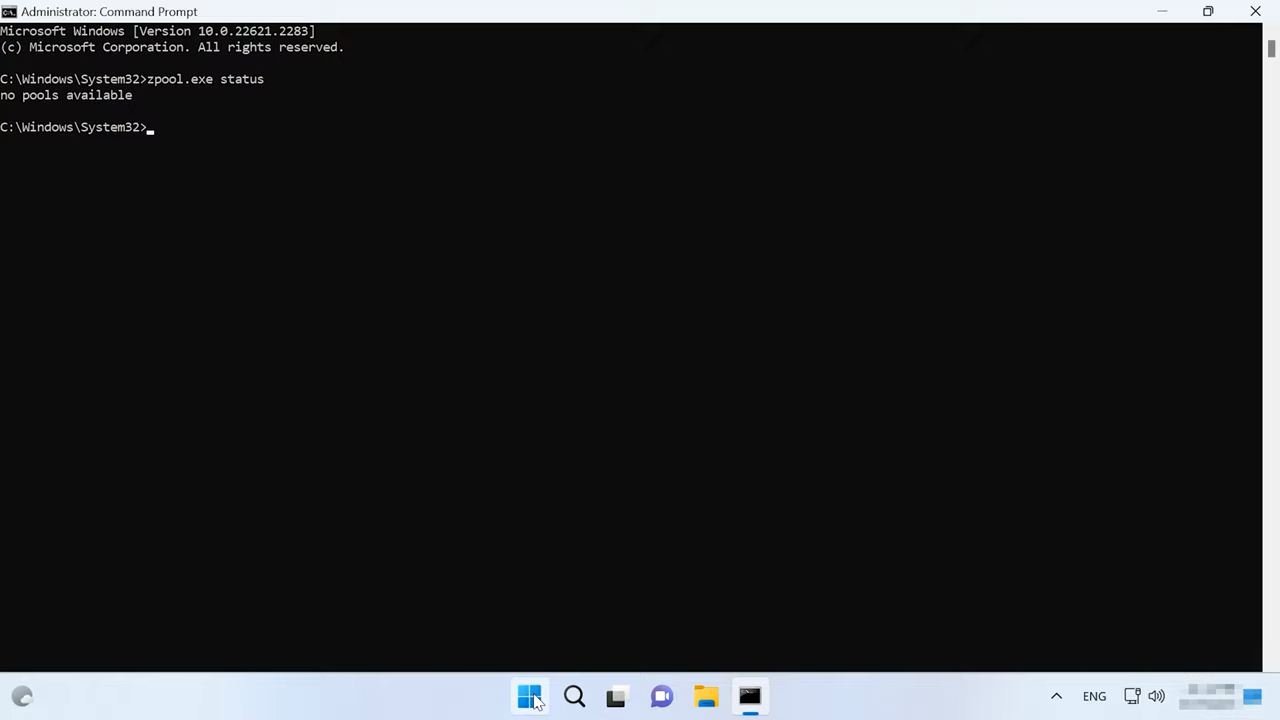 Administrator: Command Prompt
Microsoft Windows [Version 10.0.22621.2283]
(c) Microsoft Corporation. All rights reserved.
C:\Windows\System32>zpool.exe status
no pools available
C:\Windows\System32>
ENG